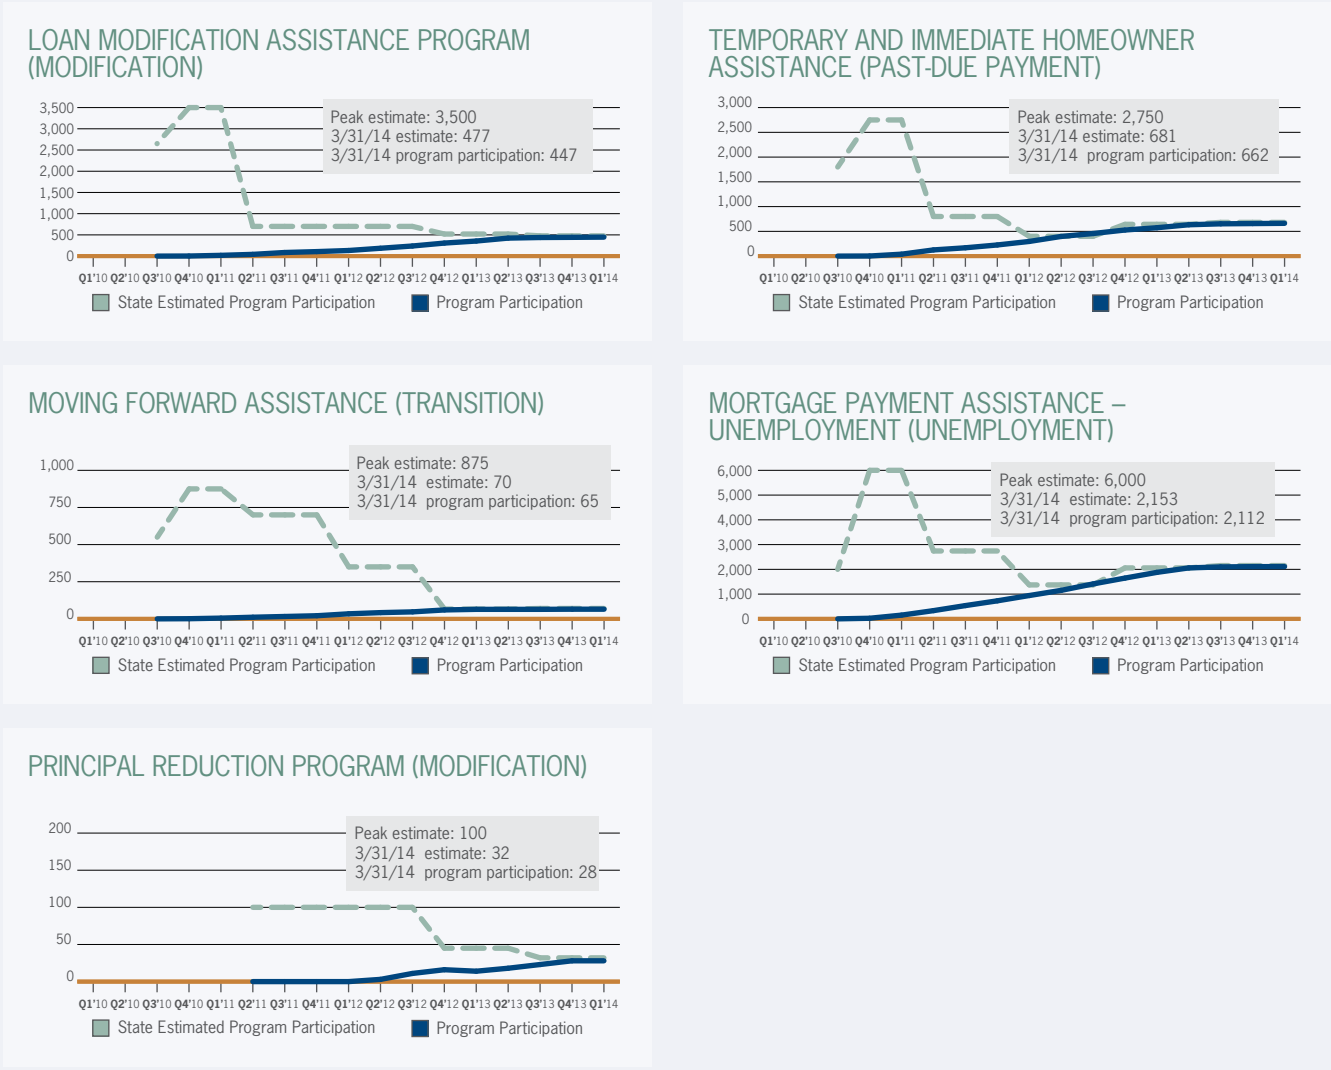 LOAN MODIFICATION ASSISTANCE PROGRAM
(MODIFICATION)
3,500
3,000
2,500
2,000
1,500
1,000
500
0
Peak estimate: 3,500
3/31/14 estimate: 477
3/31/14 program participation: 447
Q1'10 Q2'10 Q3'10 Q4'10 Q1'11 Q2'11 Q3'11 Q4'11 Q1'12 Q2'12 Q3'12 Q4'12 Q1'13 Q2'13 Q3'13 Q4'13 Q1'14
State Estimated Program Participation Program Participation
TEMPORARY AND IMMEDIATE HOMEOWNER
ASSISTANCE (PAST-DUE PAYMENT)
3,000
2,500
2,000
1,500
1,000
500
0
Peak estimate: 2,750
3/31/14 estimate: 681
3/31/14 program participation: 662
Q1'10 Q2'10 Q3'10 Q4'10 Q1'11 Q2'11 Q3'11 Q4'11 Q1'12 Q2'12 Q3'12 Q4'12 Q1'13 Q2'13 Q3'13 Q4'13 Q1'14
State Estimated Program Participation Program Participation
MOVING FORWARD ASSISTANCE (TRANSITION)
1,000
750
500
250
0
Peak estimate: 875
3/31/14 estimate: 70
3/31/14 program participation: 65
Q1'10 Q2'10 Q3'10 Q4'10 Q1'11 Q2'11 Q3'11 Q4'11 Q1'12 Q2'12 Q3'12 Q4'12 Q1'13 Q2'13 Q3'13 Q4'13 Q1'14
State Estimated Program Participation Program Participation
MORTGAGE PAYMENT ASSISTANCE –
UNEMPLOYMENT (UNEMPLOYMENT)
6,000
5,000
4,000
3,000
2,000
1,000
0
Peak estimate: 6,000
3/31/14 estimate: 2,153
3/31/14 program participation: 2,112
Q1'10 Q2'10 Q3'10 Q4'10 Q1'11 Q2'11 Q3'11 Q4'11 Q1'12 Q2'12 Q3'12 Q4'12 Q1'13 Q2'13 Q3'13 Q4'13 Q1'14
State Estimated Program Participation Program Participation
PRINCIPAL REDUCTION PROGRAM (MODIFICATION)
200
150
100
50
0
Peak estimate: 100
3/31/14 estimate: 32
3/31/14 program participation: 28
Q1'10 Q2'10 Q3'10 Q4'10 Q1'11 Q2'11 Q3'11 Q4'11 Q1'12 Q2'12 Q3'12 Q4'12 Q1'13 Q2'13 Q3'13 Q4'13 Q1'14
State Estimated Program Participation Program Participation